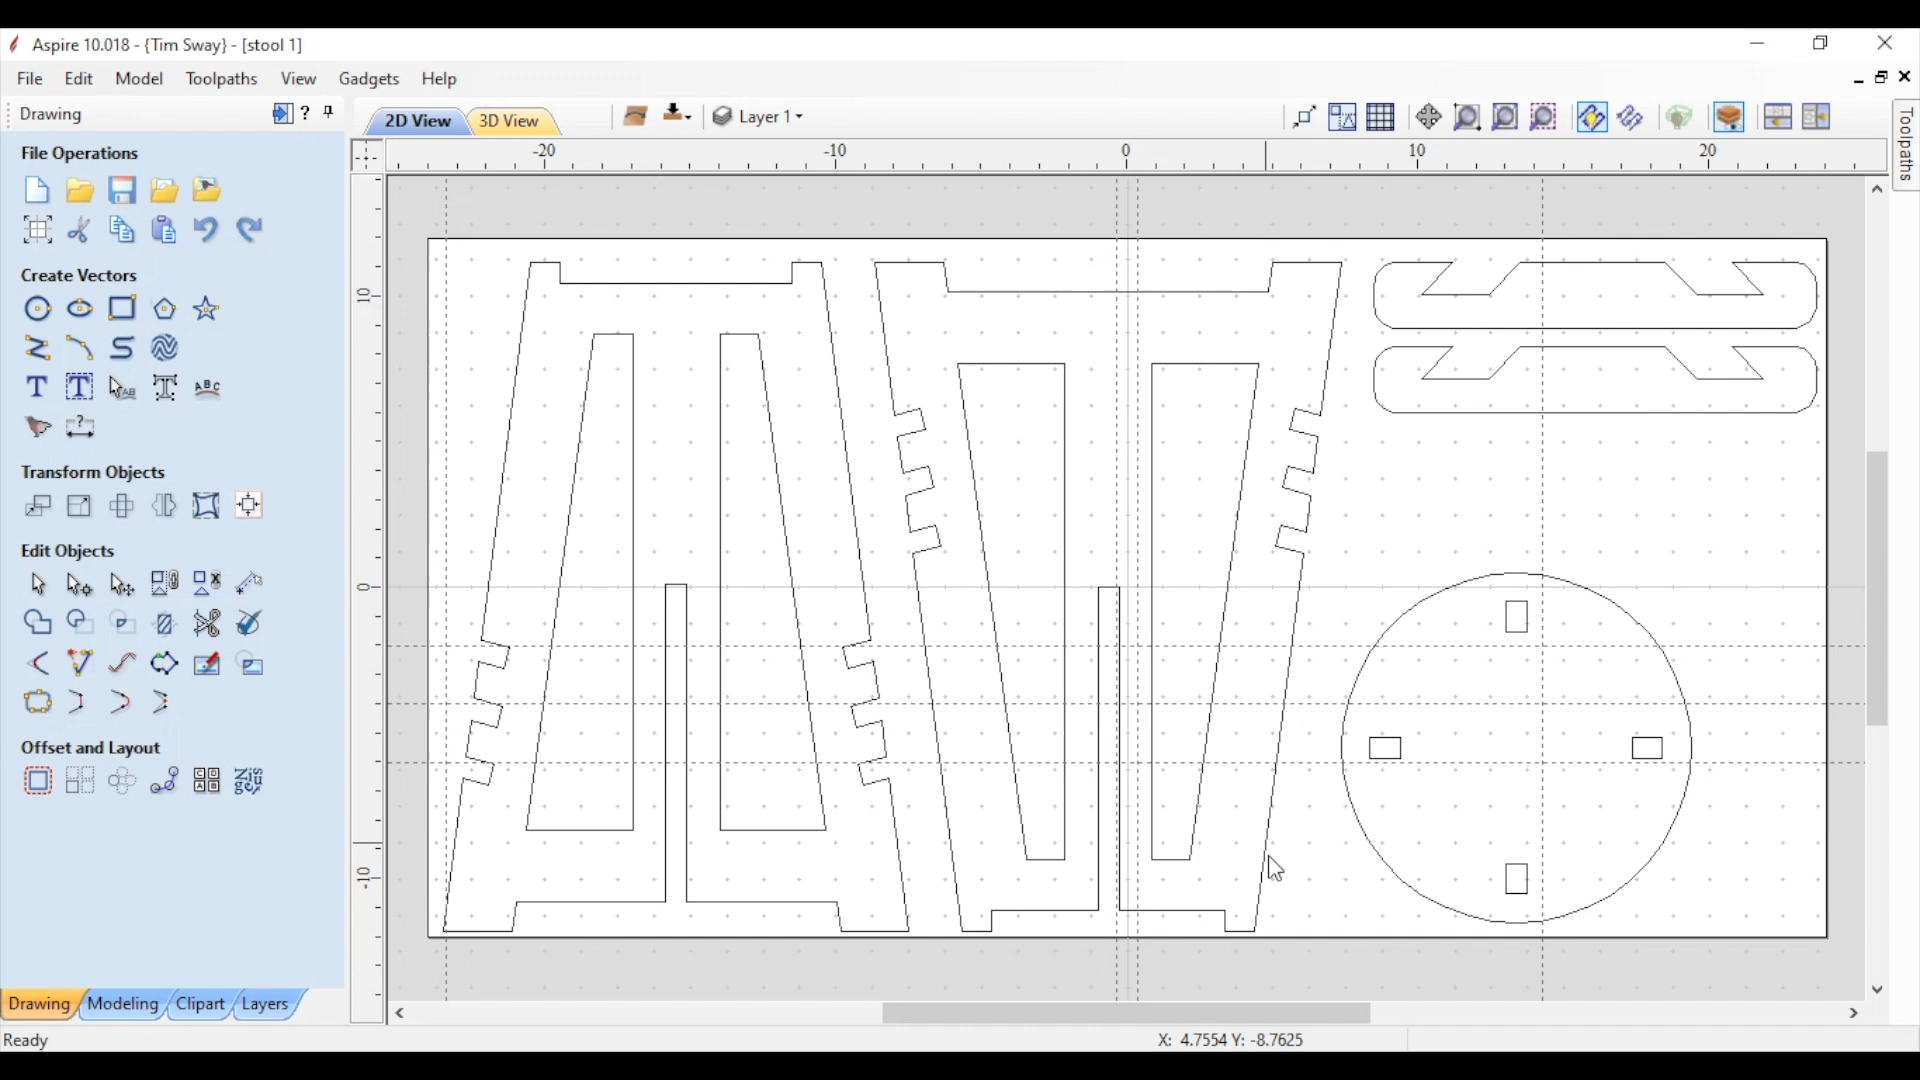 Aspire 10.018 - {Tim Sway} - [stool 1]
File Edit Model Toolpaths View Gadgets Help
Drawing ?
2D View 3D View Layer 1
Toolpaths
-20 -10 0 10 20
10
0
-10
File Operations
Create Vectors
Transform Objects
Edit Objects
Offset and Layout
Drawing Modeling Clipart Layers
Ready X: 4.7554 Y: -8.7625